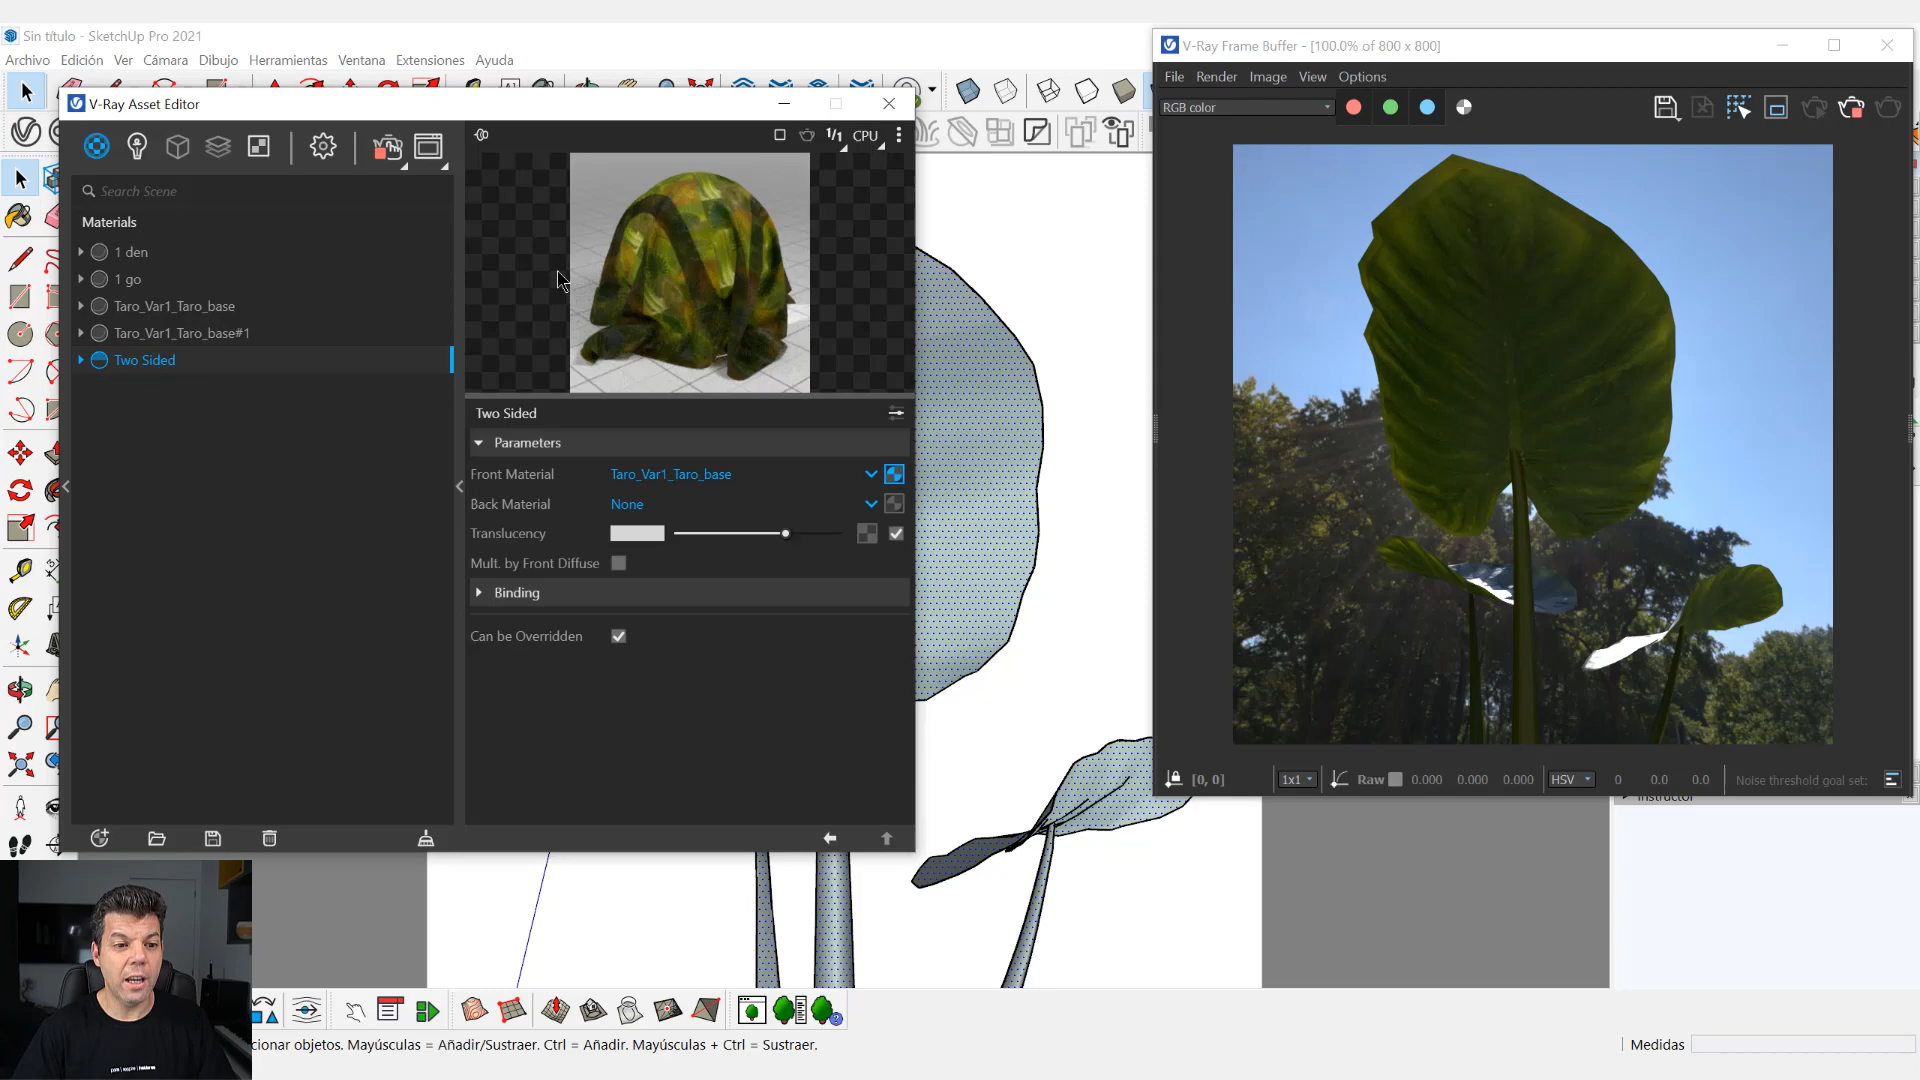 Sin título - SketchUp Pro 2021
Archivo Edición Ver Cámara Dibujo Herramientas Ventana Extensiones Ayuda
V-Ray Asset Editor
1/1 CPU
Search Scene
Materials
1 den
1 go
Taro_Var1_Taro_base
Taro_Var1_Taro_base#1
Two Sided
Two Sided
Parameters
Front Material Taro_Var1_Taro_base
Back Material None
Translucency
Mult. by Front Diffuse
Binding
Can be Overridden
V-Ray Frame Buffer - [100.0% of 800 x 800]
File Render Image View Options
RGB color
[0, 0] 1x1 Raw 0.000 0.000 0.000 HSV 0 0.0 0.0 Noise threshold goal set:
Instructor
cionar objetos. Mayúsculas = Añadir/Sustraer. Ctrl = Añadir. Mayúsculas + Ctrl = Sustraer.
Medidas